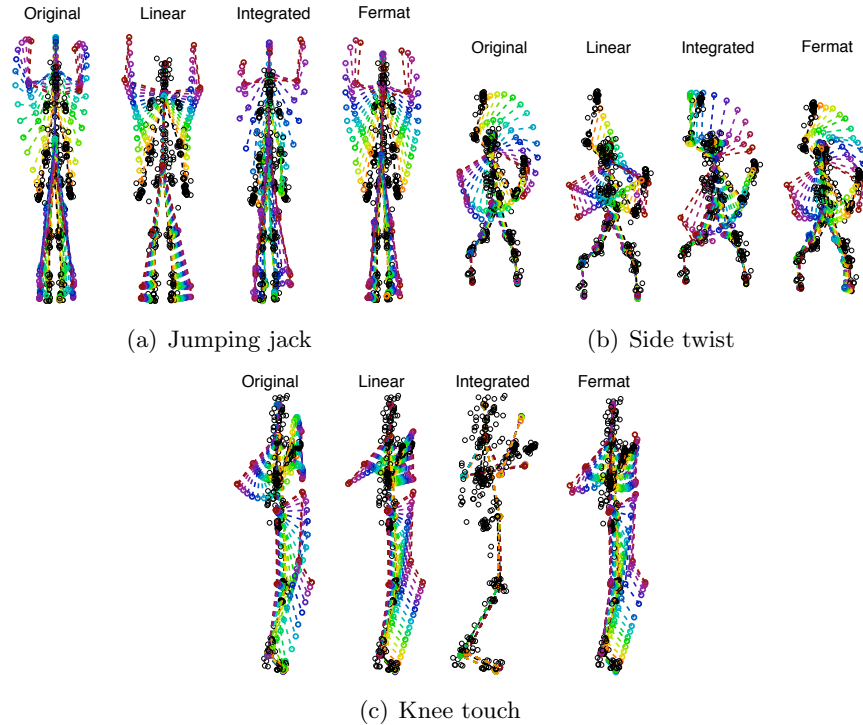 Original Linear Integrated Fermat
Original Linear Integrated Fermat
(a) Jumping jack (b) Side twist
Original Linear Integrated Fermat
(c) Knee touch